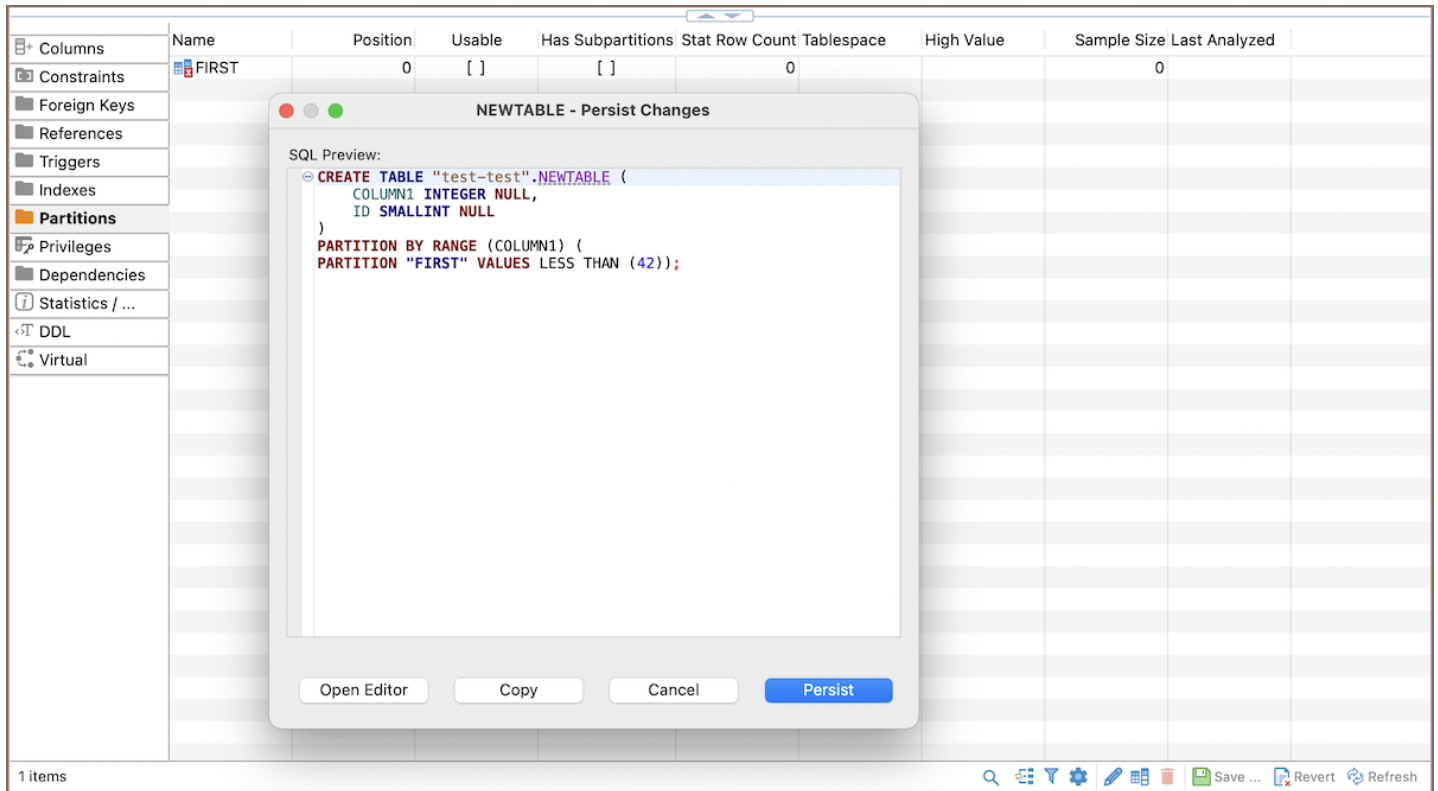 Columns
Constraints
Foreign Keys
References
Triggers
Indexes
Partitions
Privileges
Dependencies
Statistics / ...
DDL
Virtual
Name Position Usable Has Subpartitions Stat Row Count Tablespace High Value Sample Size Last Analyzed
FIRST 0 [ ] [ ] 0 0
NEWTABLE - Persist Changes
SQL Preview:
CREATE TABLE "test-test".NEWTABLE (
COLUMN1 INTEGER NULL,
ID SMALLINT NULL
)
PARTITION BY RANGE (COLUMN1) (
PARTITION "FIRST" VALUES LESS THAN (42));
Open Editor Copy Cancel Persist
1 items Save ... Revert Refresh